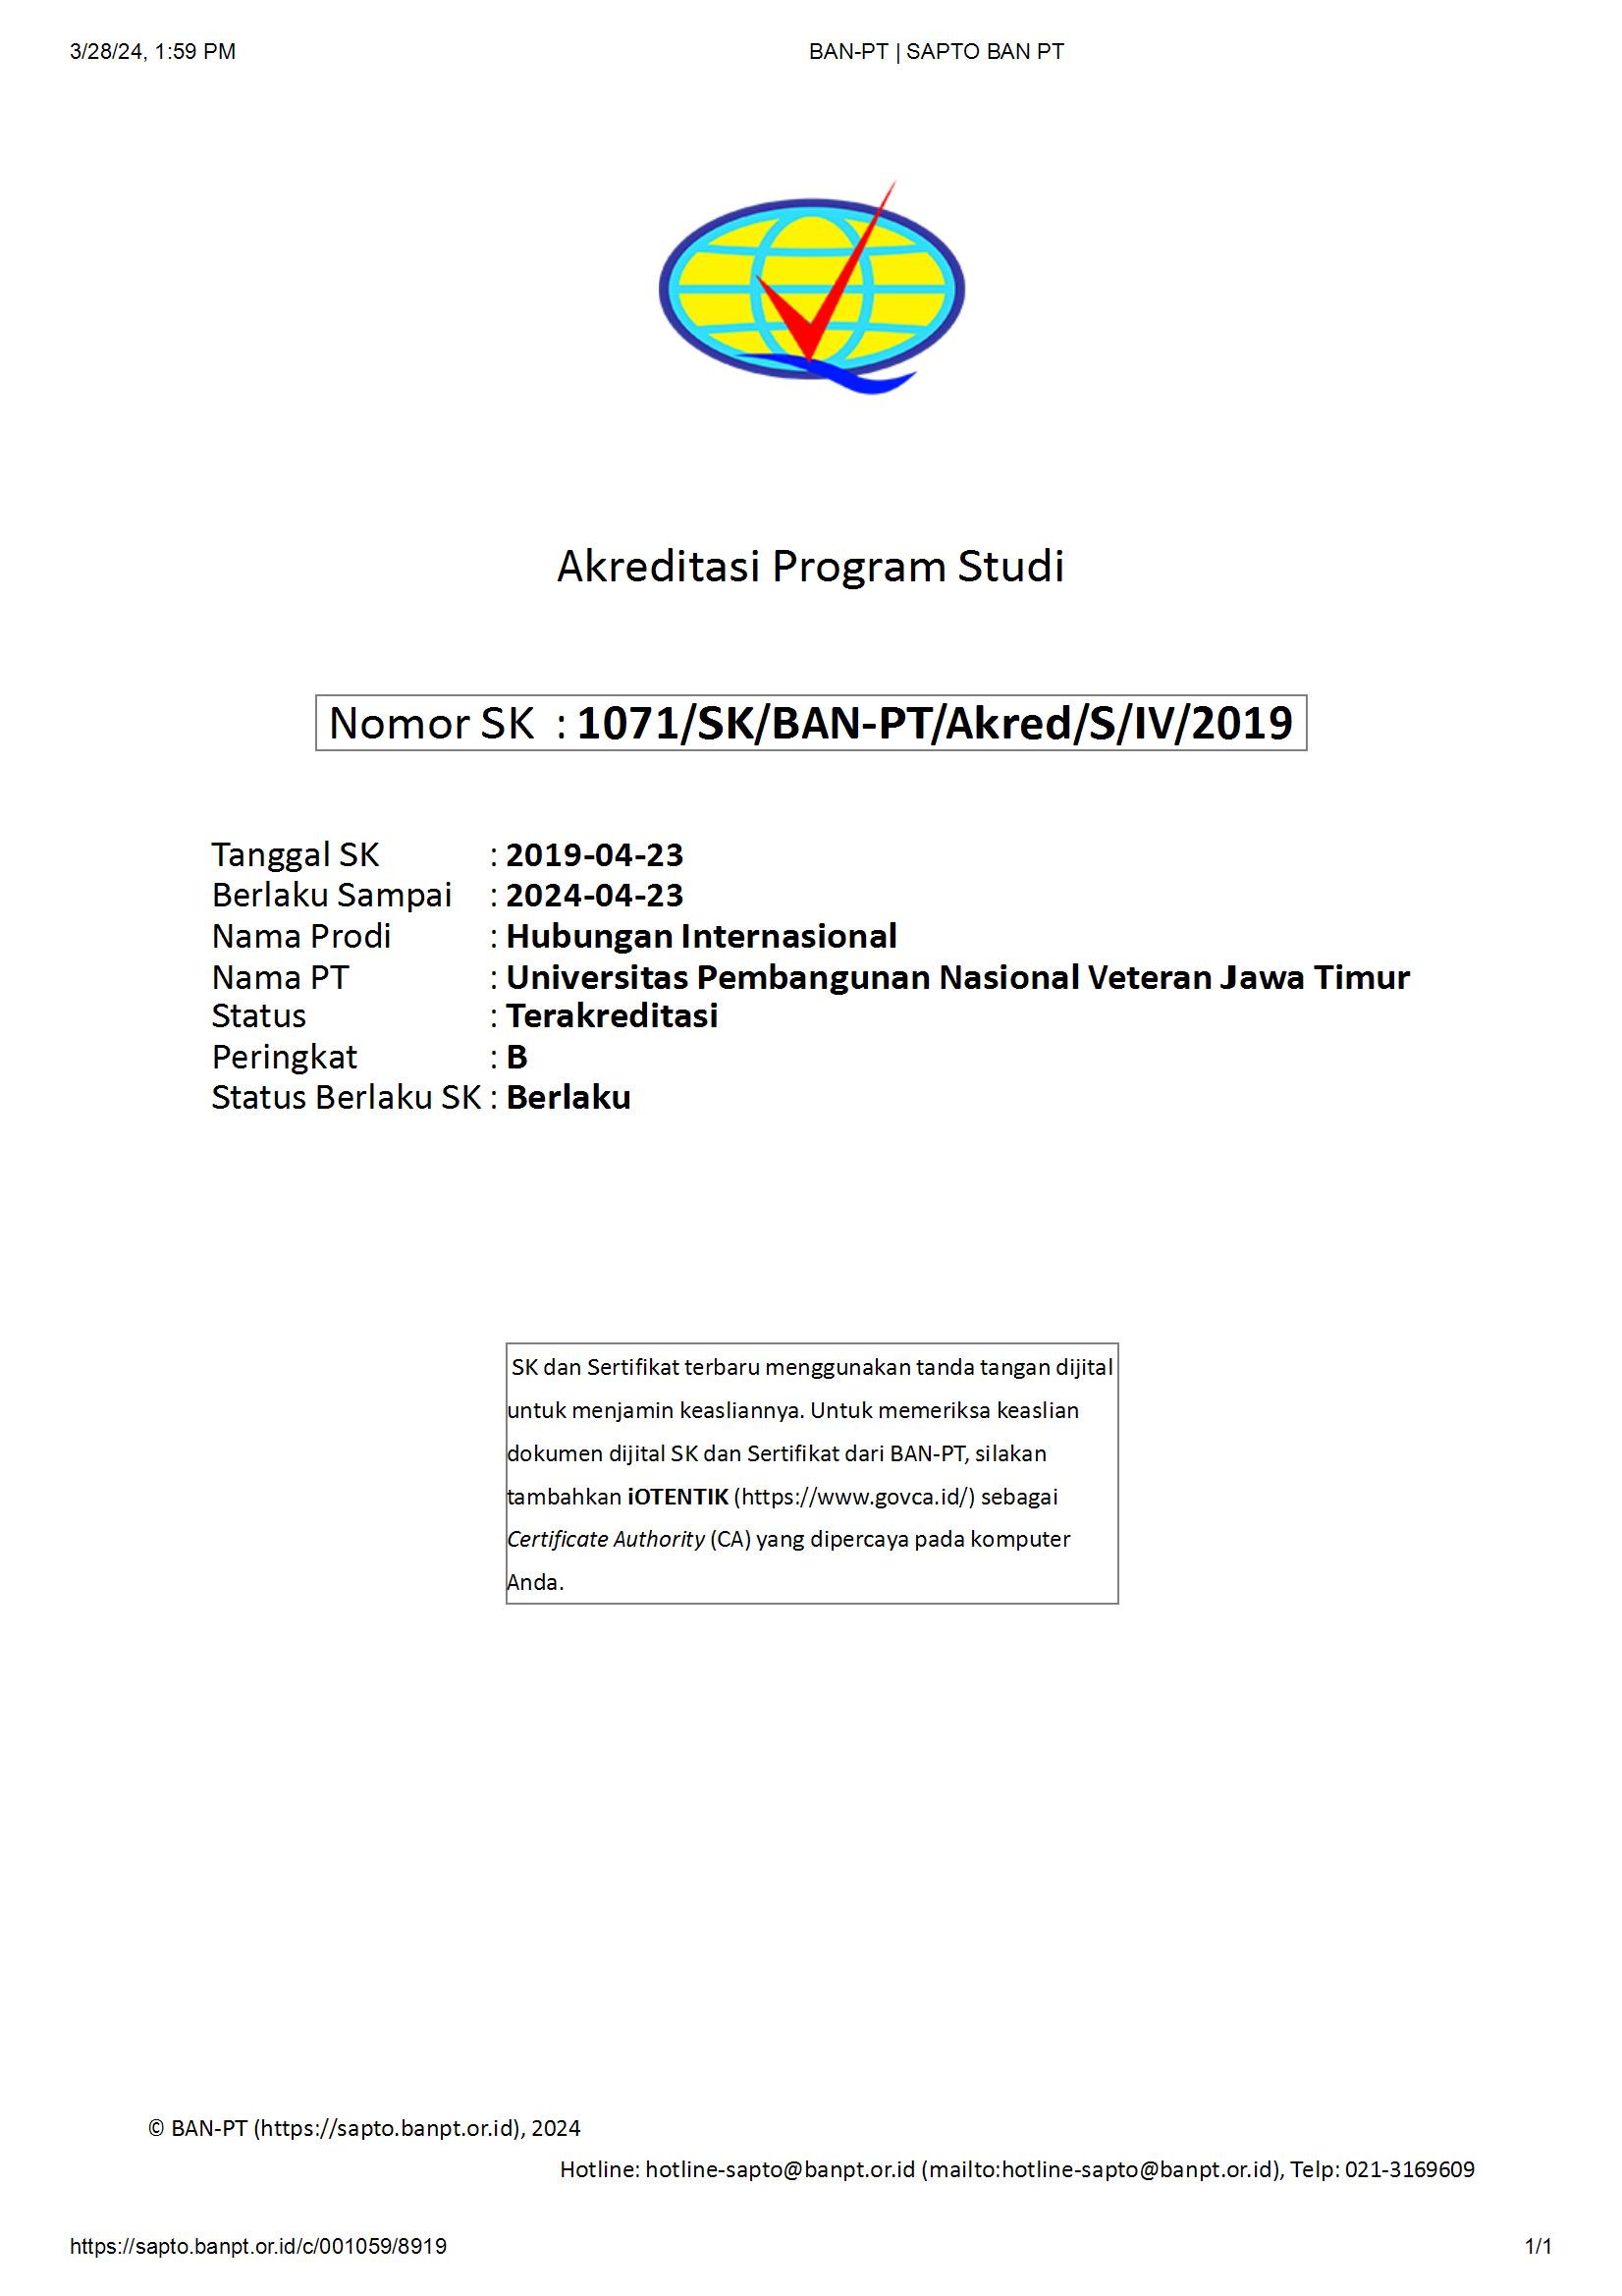 3/28/24, 1:59 PM BAN-PT | SAPTO BAN PT
Akreditasi Program Studi
Nomor SK : 1071/SK/BAN-PT/Akred/S/IV/2019
Tanggal SK : 2019-04-23
Berlaku Sampai : 2024-04-23
Nama Prodi : Hubungan Internasional
Nama PT : Universitas Pembangunan Nasional Veteran Jawa Timur
Status : Terakreditasi
Peringkat : B
Status Berlaku SK : Berlaku
SK dan Sertifikat terbaru menggunakan tanda tangan dijital
untuk menjamin keasliannya. Untuk memeriksa keaslian
dokumen dijital SK dan Sertifikat dari BAN-PT, silakan
tambahkan iOTENTIK (https://www.govca.id/) sebagai
Certificate Authority (CA) yang dipercaya pada komputer
Anda.
© BAN-PT (https://sapto.banpt.or.id), 2024
Hotline: hotline-sapto@banpt.or.id (mailto:hotline-sapto@banpt.or.id), Telp: 021-3169609
https://sapto.banpt.or.id/c/001059/8919 1/1